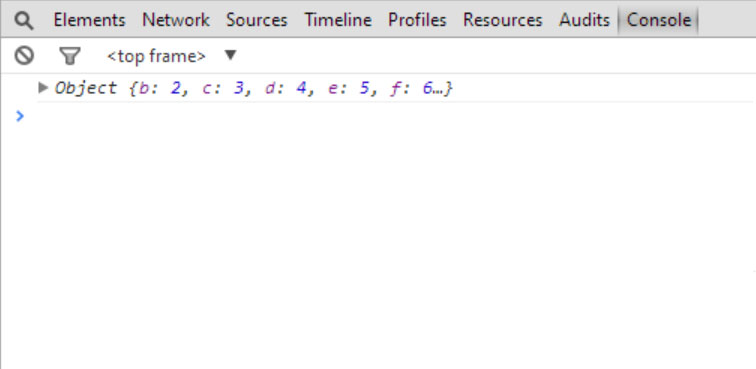 Elements Network Sources Timeline Profiles Resources Audits Console
<top frame> ▼
▶ Object {b: 2, c: 3, d: 4, e: 5, f: 6…}
>